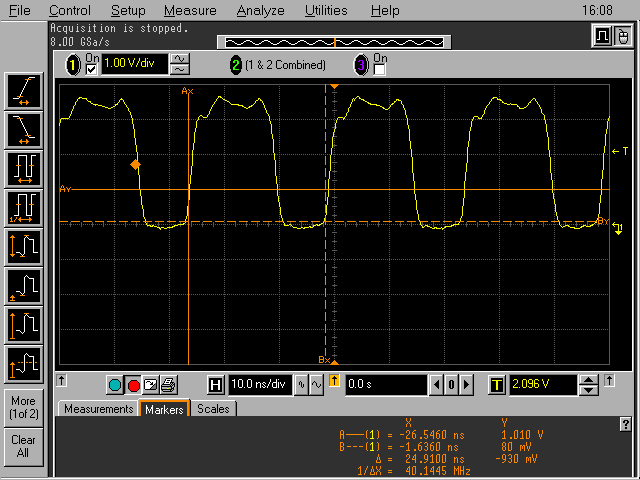 File Control Setup Measure Analyze Utilities Help 16:08
Acquisition is stopped.
8.00 GSa/s
1 On 1.00 V/div 2 (1 & 2 Combined) 3 On
Ax
T
Ay
By
Bx
1/
More
(1of 2)
Clear
All
H 10.0 ns/div 0.0 s 0 T 2.096 V
Measurements Markers Scales ?
X Y
A———(1) = -26.5460 ns 1.010 V
B---(1) = -1.6360 ns 80 mV
Δ = 24.9100 ns -930 mV
1/ΔX = 40.1445 MHz